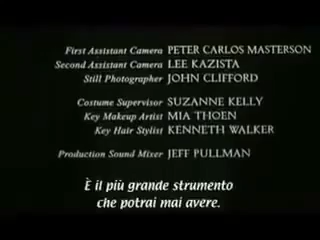 First Assistant Camera PETER CARLOS MASTERSON
Second Assistant Camera LEE KAZISTA
Still Photographer JOHN CLIFFORD
Costume Supervisor SUZANNE KELLY
Key Makeup Artist MIA THOEN
Key Hair Stylist KENNETH WALKER
Production Sound Mixer JEFF PULLMAN
È il più grande strumento
che potrai mai avere.